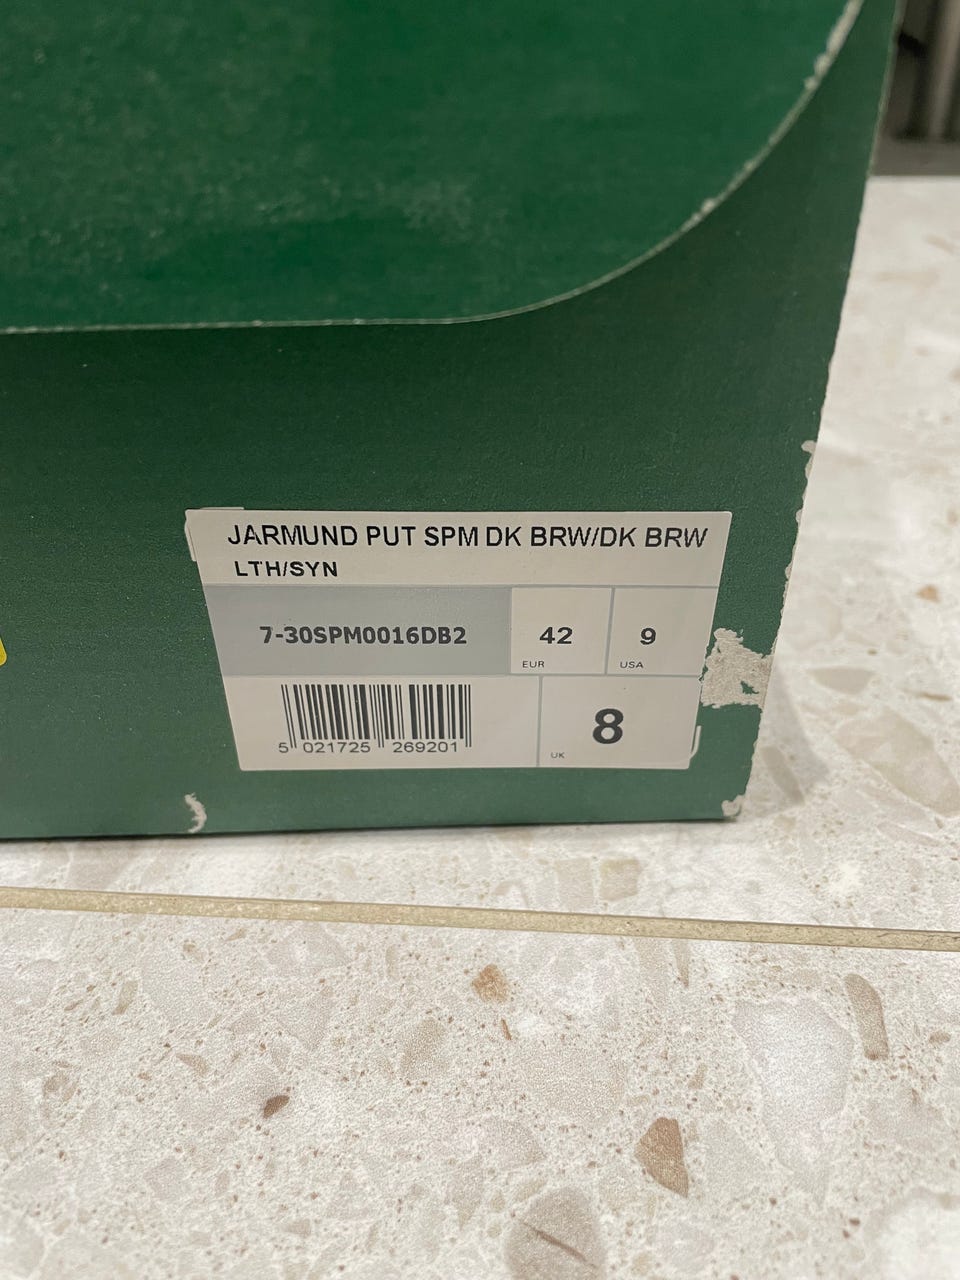 JARMUND PUT SPM DK BRW/DK BRW
LTH/SYN
7-30SPM0016DB2
42
EUR
9
USA
5 021725 269201
8
UK